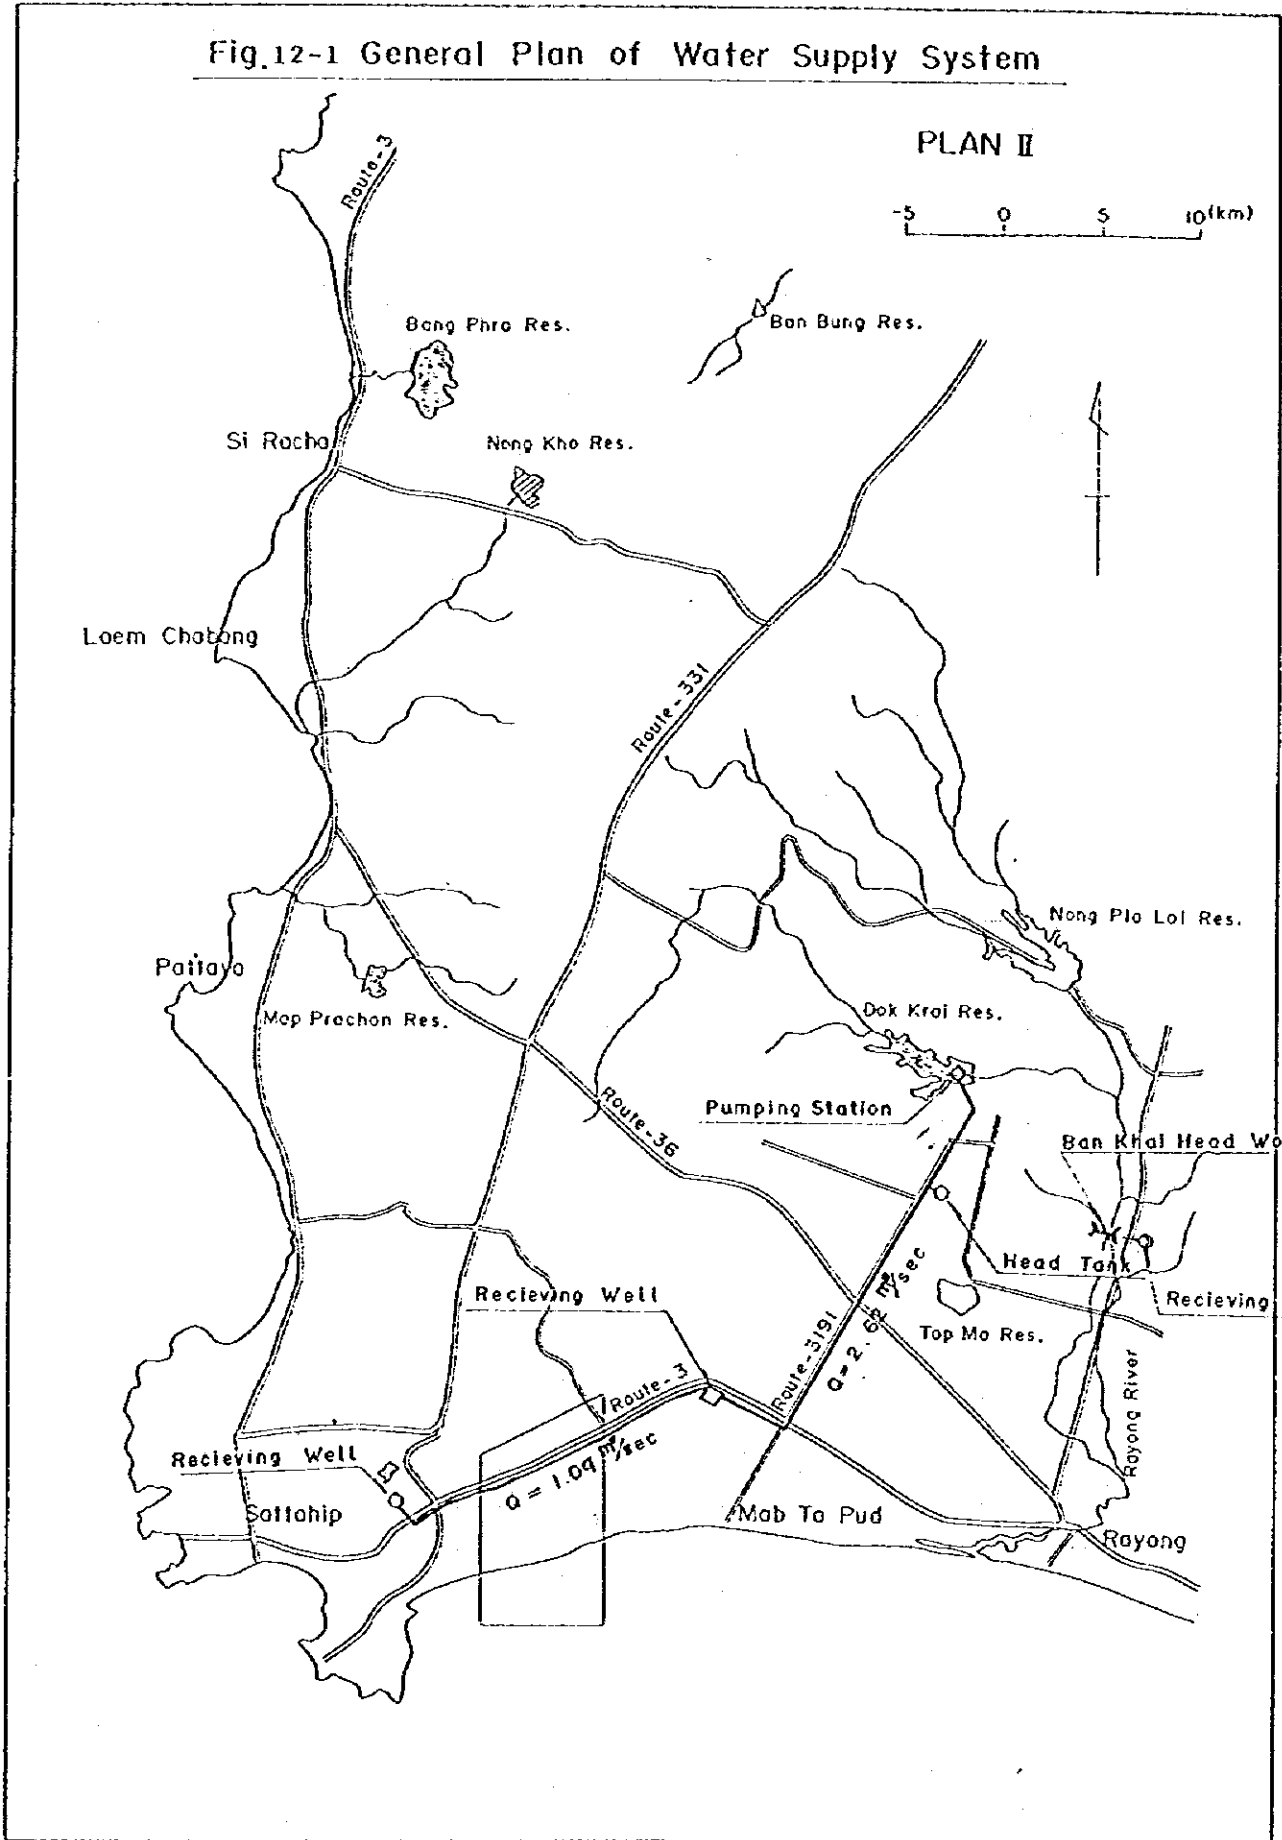 Fig.12-1 General Plan of Water Supply System
PLAN II
-5 0 5 10(km)
Route-3
Bang Phra Res.
Ban Bung Res.
Si Racha
Nong Kho Res.
Laem Chabang
Route-331
Nong Pla Lol Res.
Pattaya
Map Prachan Res.
Dok Krai Res.
Pumping Station
Route-36
Ban Khai Head Wo
Head Tank
Recieving Well
Recieving
Top Ma Res.
Route-3191
Q=2.62 m³/sec
Route-3
Q = 1.09 m³/sec
Rayong River
Recieving Well
Sattahip
Mab Ta Pud
Rayong